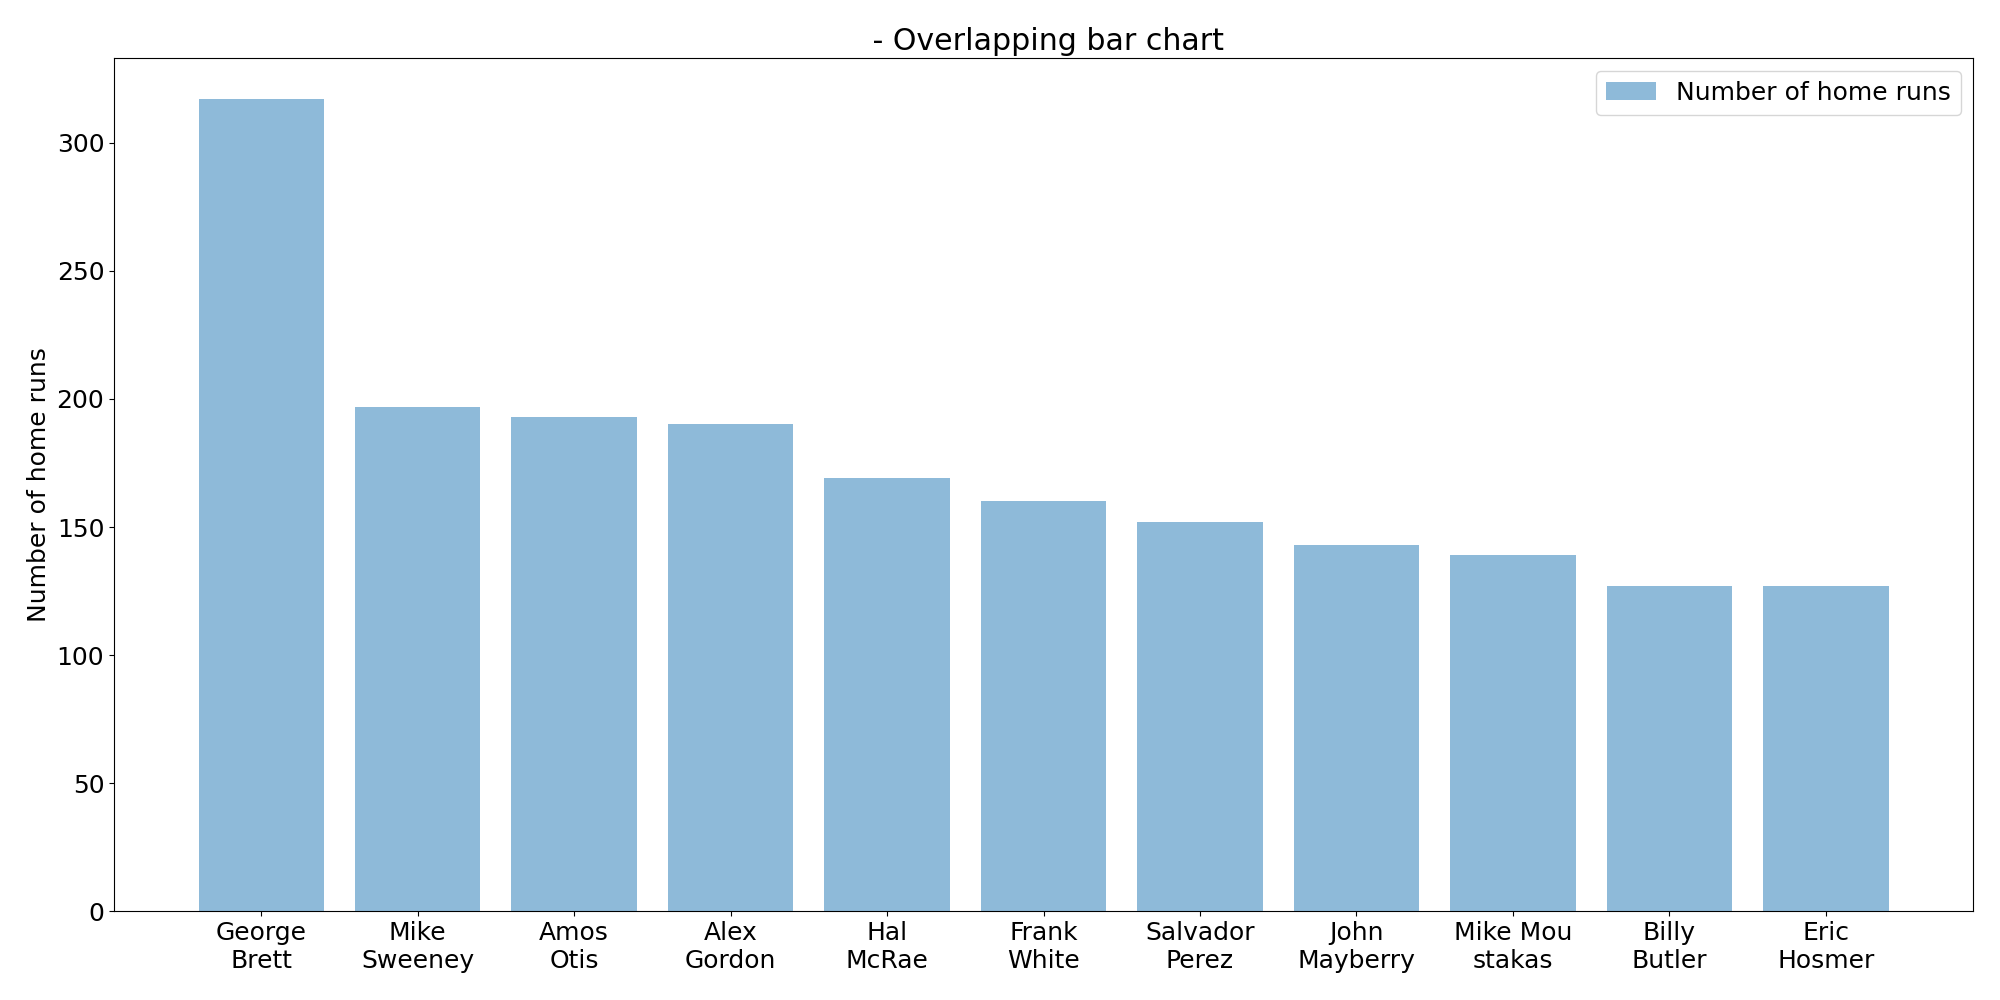 - Overlapping bar chart
Number of home runs
Number of home runs
300
250
200
150
100
50
0
George
Brett
Mike
Sweeney
Amos
Otis
Alex
Gordon
Hal
McRae
Frank
White
Salvador
Perez
John
Mayberry
Mike Mou
stakas
Billy
Butler
Eric
Hosmer